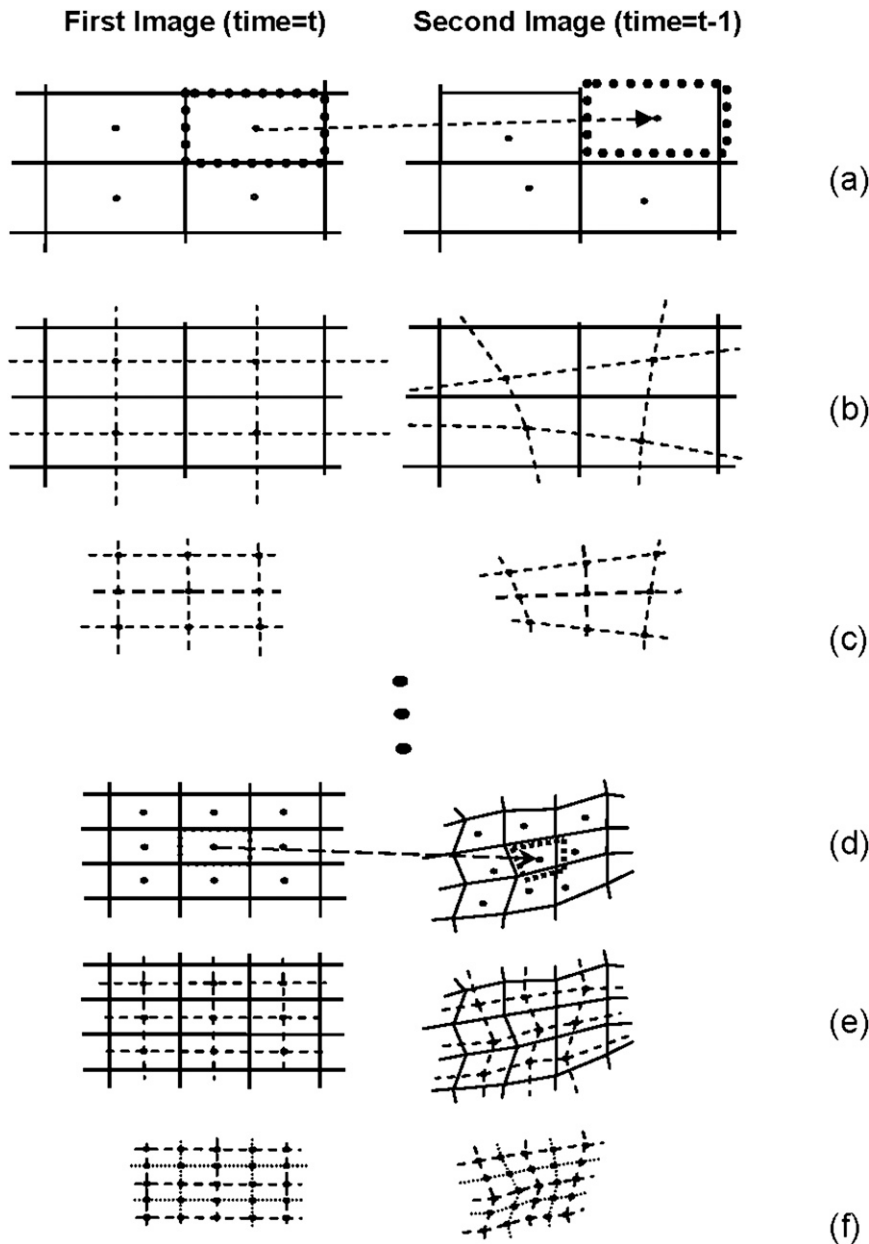 First Image (time=t)
Second Image (time=t-1)
(a)
(b)
(c)
(d)
(e)
(f)